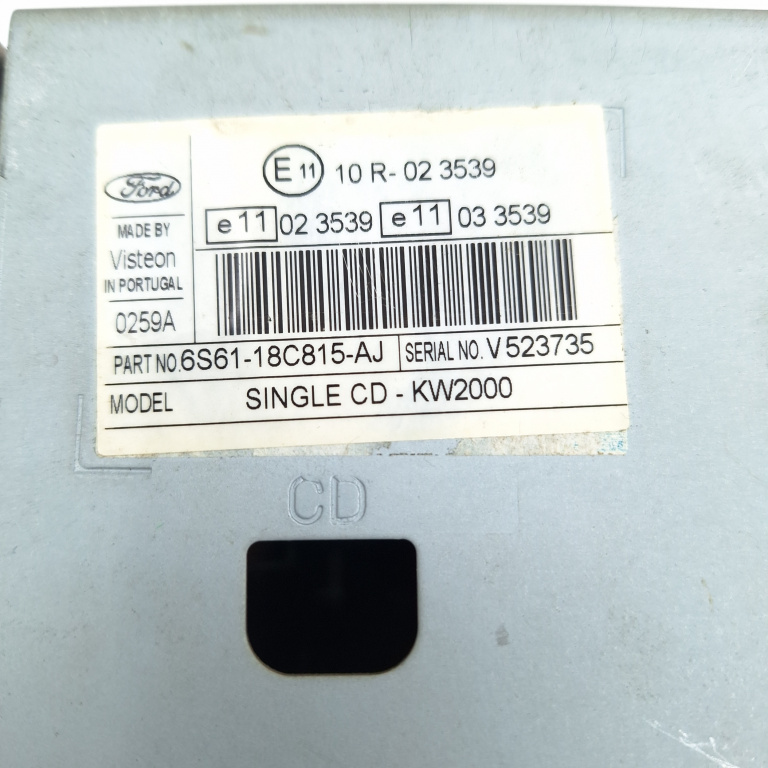 Ford
MADE BY
Visteon
IN PORTUGAL
0259A
E 11 10 R- 02 3539
e 11 02 3539 e 11 03 3539
PART NO. 6S61-18C815-AJ SERIAL NO. V 523735
MODEL SINGLE CD - KW2000
CD